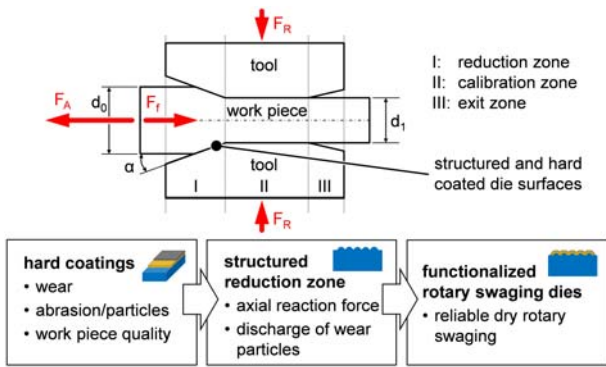 F_R
tool
F_A
d_0
F_f
work piece
d_1
α
tool
I II III
F_R
I: reduction zone
II: calibration zone
III: exit zone
structured and hard
coated die surfaces
hard coatings
• wear
• abrasion/particles
• work piece quality
structured
reduction zone
• axial reaction force
• discharge of wear
particles
functionalized
rotary swaging dies
• reliable dry rotary
swaging